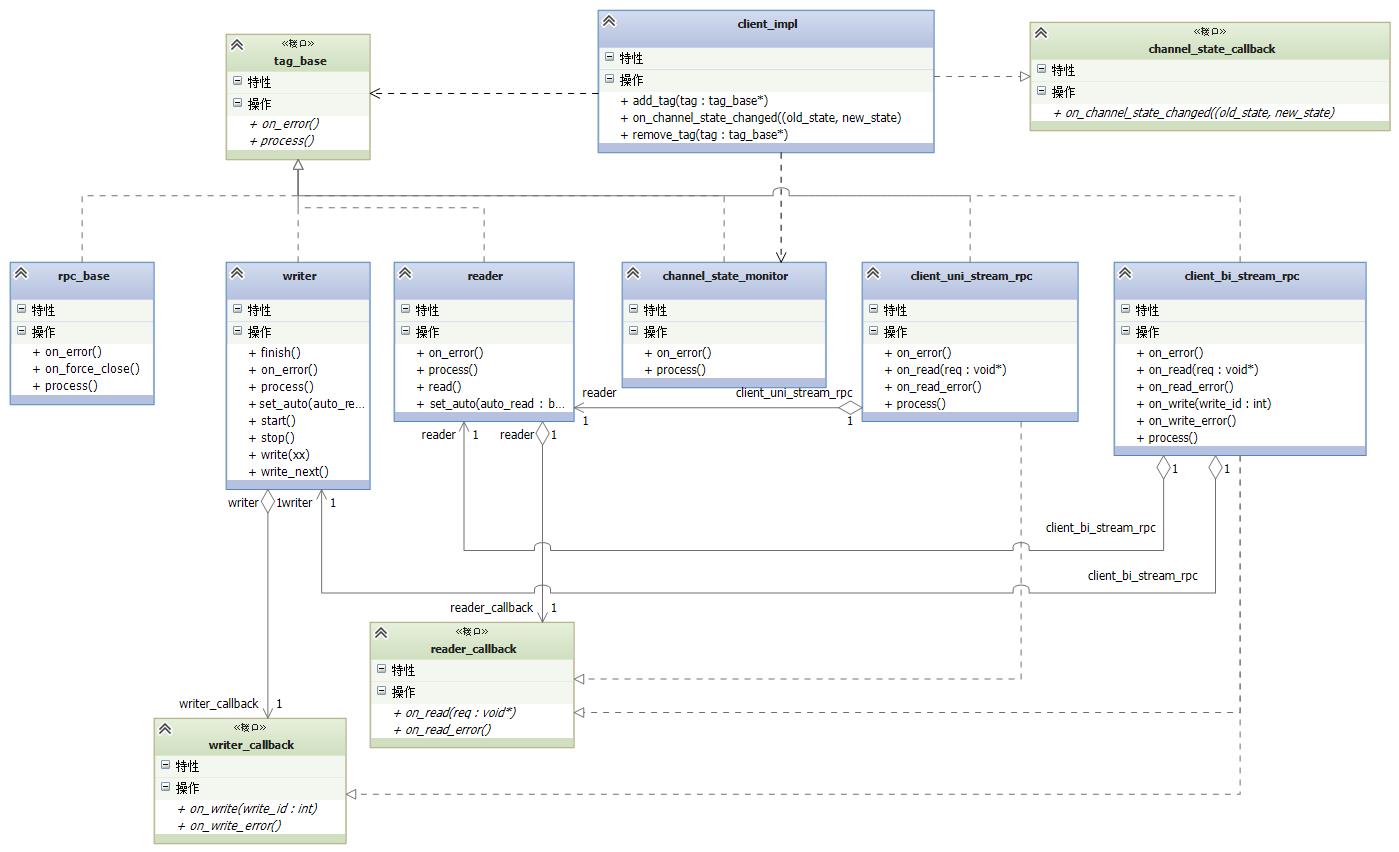 «接口»
tag_base
特性
操作
+ on_error()
+ process()
client_impl
特性
操作
+ add_tag(tag : tag_base*)
+ on_channel_state_changed((old_state, new_state)
+ remove_tag(tag : tag_base*)
«接口»
channel_state_callback
特性
操作
+ on_channel_state_changed((old_state, new_state)
rpc_base
特性
操作
+ on_error()
+ on_force_close()
+ process()
writer
特性
操作
+ finish()
+ on_error()
+ process()
+ set_auto(auto_re...
+ start()
+ stop()
+ write(xx)
+ write_next()
reader
特性
操作
+ on_error()
+ process()
+ read()
+ set_auto(auto_read : b...
channel_state_monitor
特性
操作
+ on_error()
+ process()
client_uni_stream_rpc
特性
操作
+ on_error()
+ on_read(req : void*)
+ on_read_error()
+ process()
client_bi_stream_rpc
特性
操作
+ on_error()
+ on_read(req : void*)
+ on_read_error()
+ on_write(write_id : int)
+ on_write_error()
+ process()
reader
client_uni_stream_rpc
1
1
reader
1
reader
1
1
1
writer
1
writer
1
client_bi_stream_rpc
client_bi_stream_rpc
reader_callback
1
«接口»
reader_callback
特性
操作
+ on_read(req : void*)
+ on_read_error()
writer_callback
1
«接口»
writer_callback
特性
操作
+ on_write(write_id : int)
+ on_write_error()